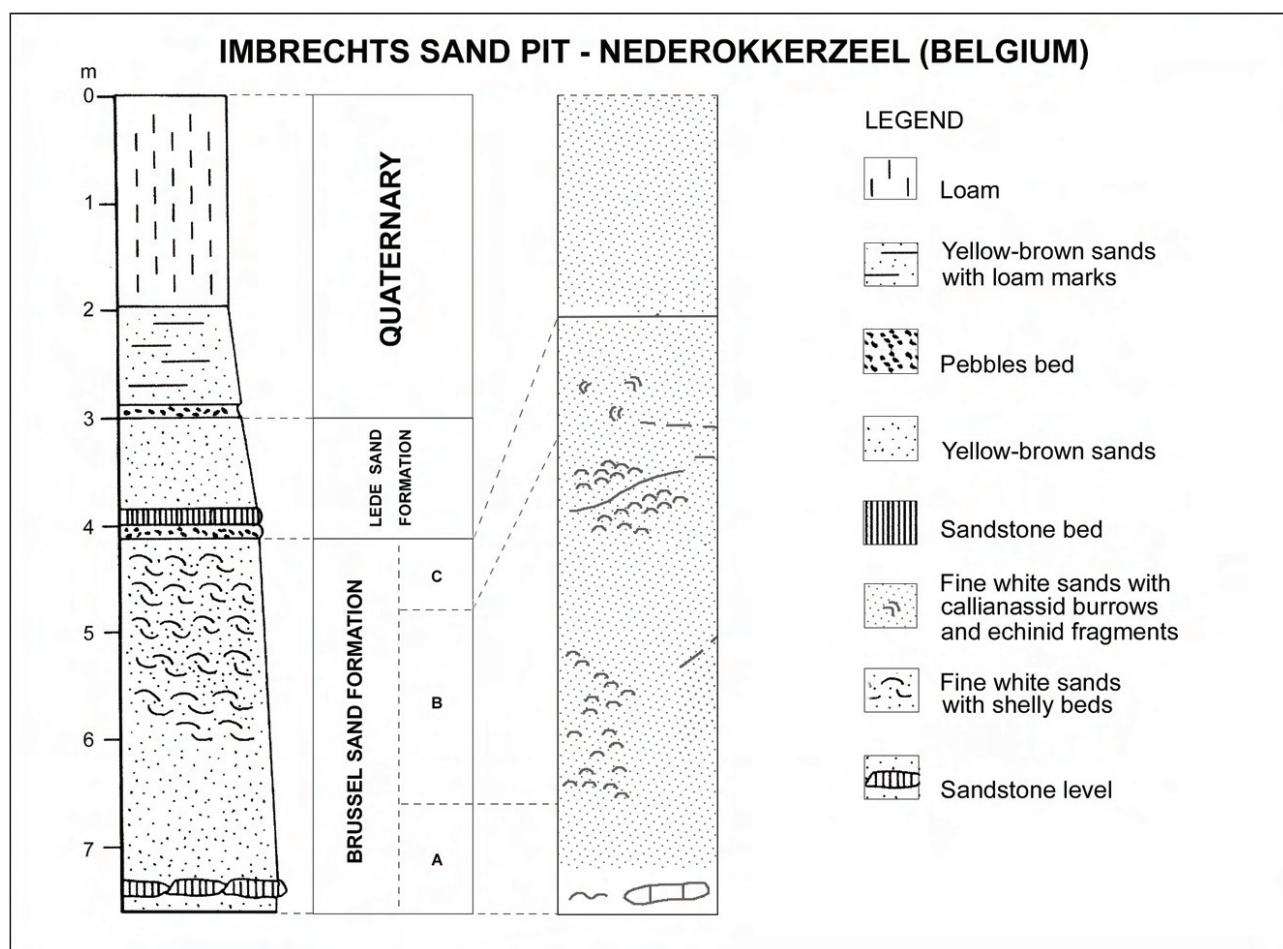 IMBRECHTS SAND PIT - NEDEROKKERZEEL (BELGIUM)
m
0
1
2
3
4
5
6
7
QUATERNARY
LEDE SAND
FORMATION
BRUSSEL SAND FORMATION
C
B
A
LEGEND
Loam
Yellow-brown sands
with loam marks
Pebbles bed
Yellow-brown sands
Sandstone bed
Fine white sands with
callianassid burrows
and echinid fragments
Fine white sands
with shelly beds
Sandstone level